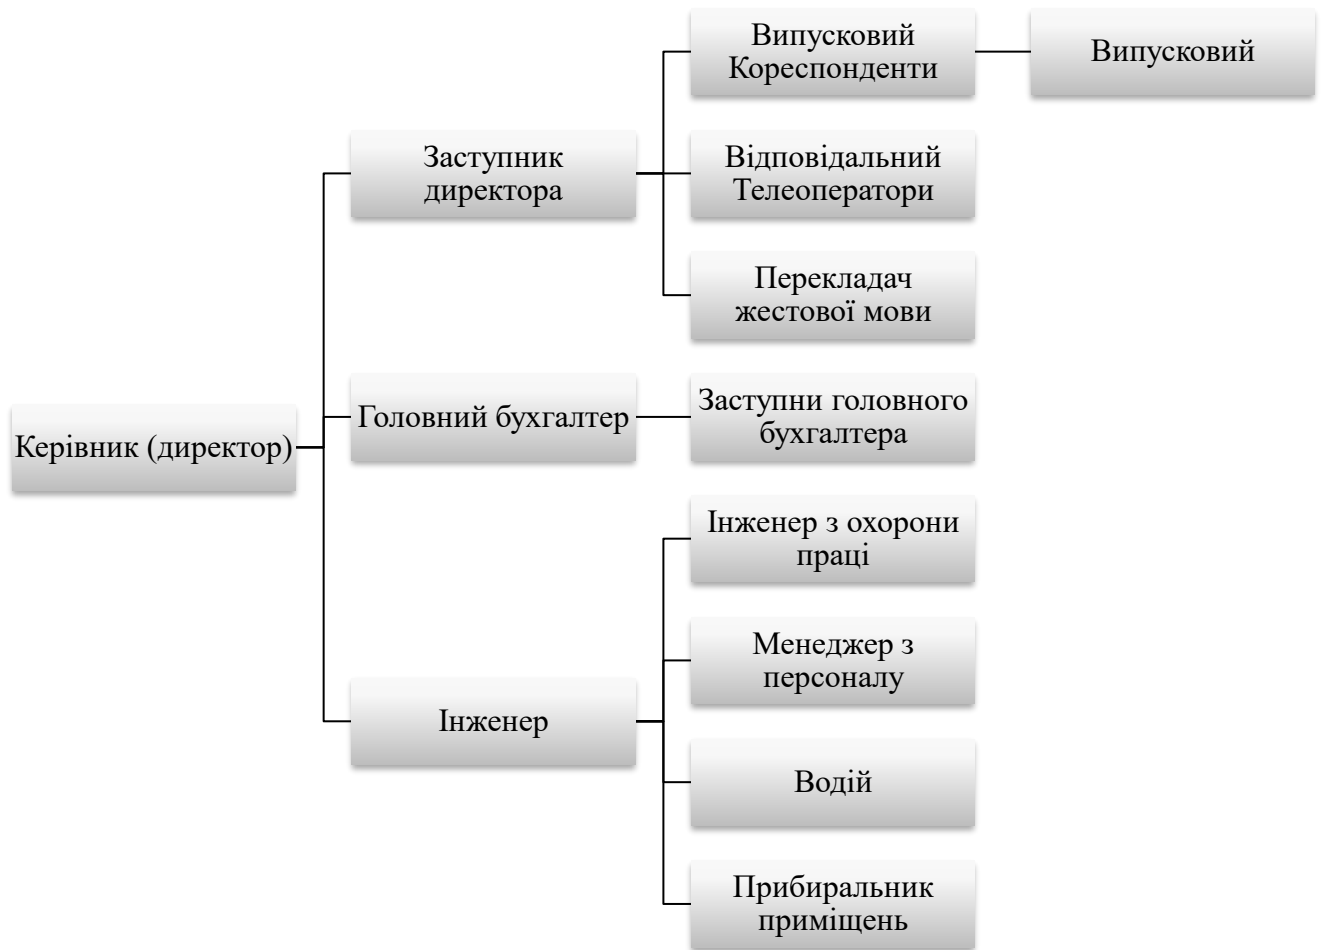 Випусковий
Кореспонденти
Випусковий
Заступник
директора
Відповідальний
Телеоператори
Перекладач
жестової мови
Керівник (директор)
Головний бухгалтер
Заступни головного
бухгалтера
Інженер з охорони
праці
Менеджер з
персоналу
Інженер
Водій
Прибиральник
приміщень